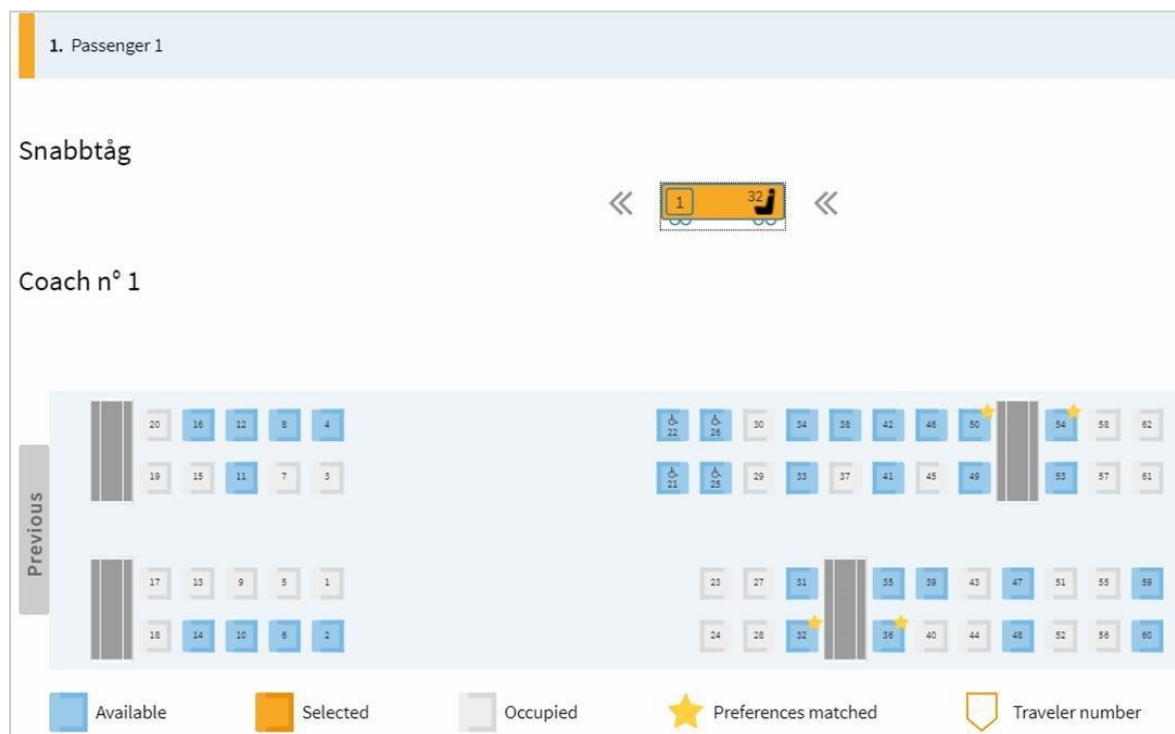 1. Passenger 1
Snabbtåg
1 32
Coach n° 1
20 16 12 8 4 22 26 30 34 38 42 46 50 54 58 62
19 15 11 7 3 21 25 29 33 37 41 45 49 53 57 61
Previous
17 13 9 5 1 23 27 31 35 39 43 47 51 55 59
18 14 10 6 2 24 28 32 36 40 44 48 52 56 60
Available Selected Occupied Preferences matched Traveler number